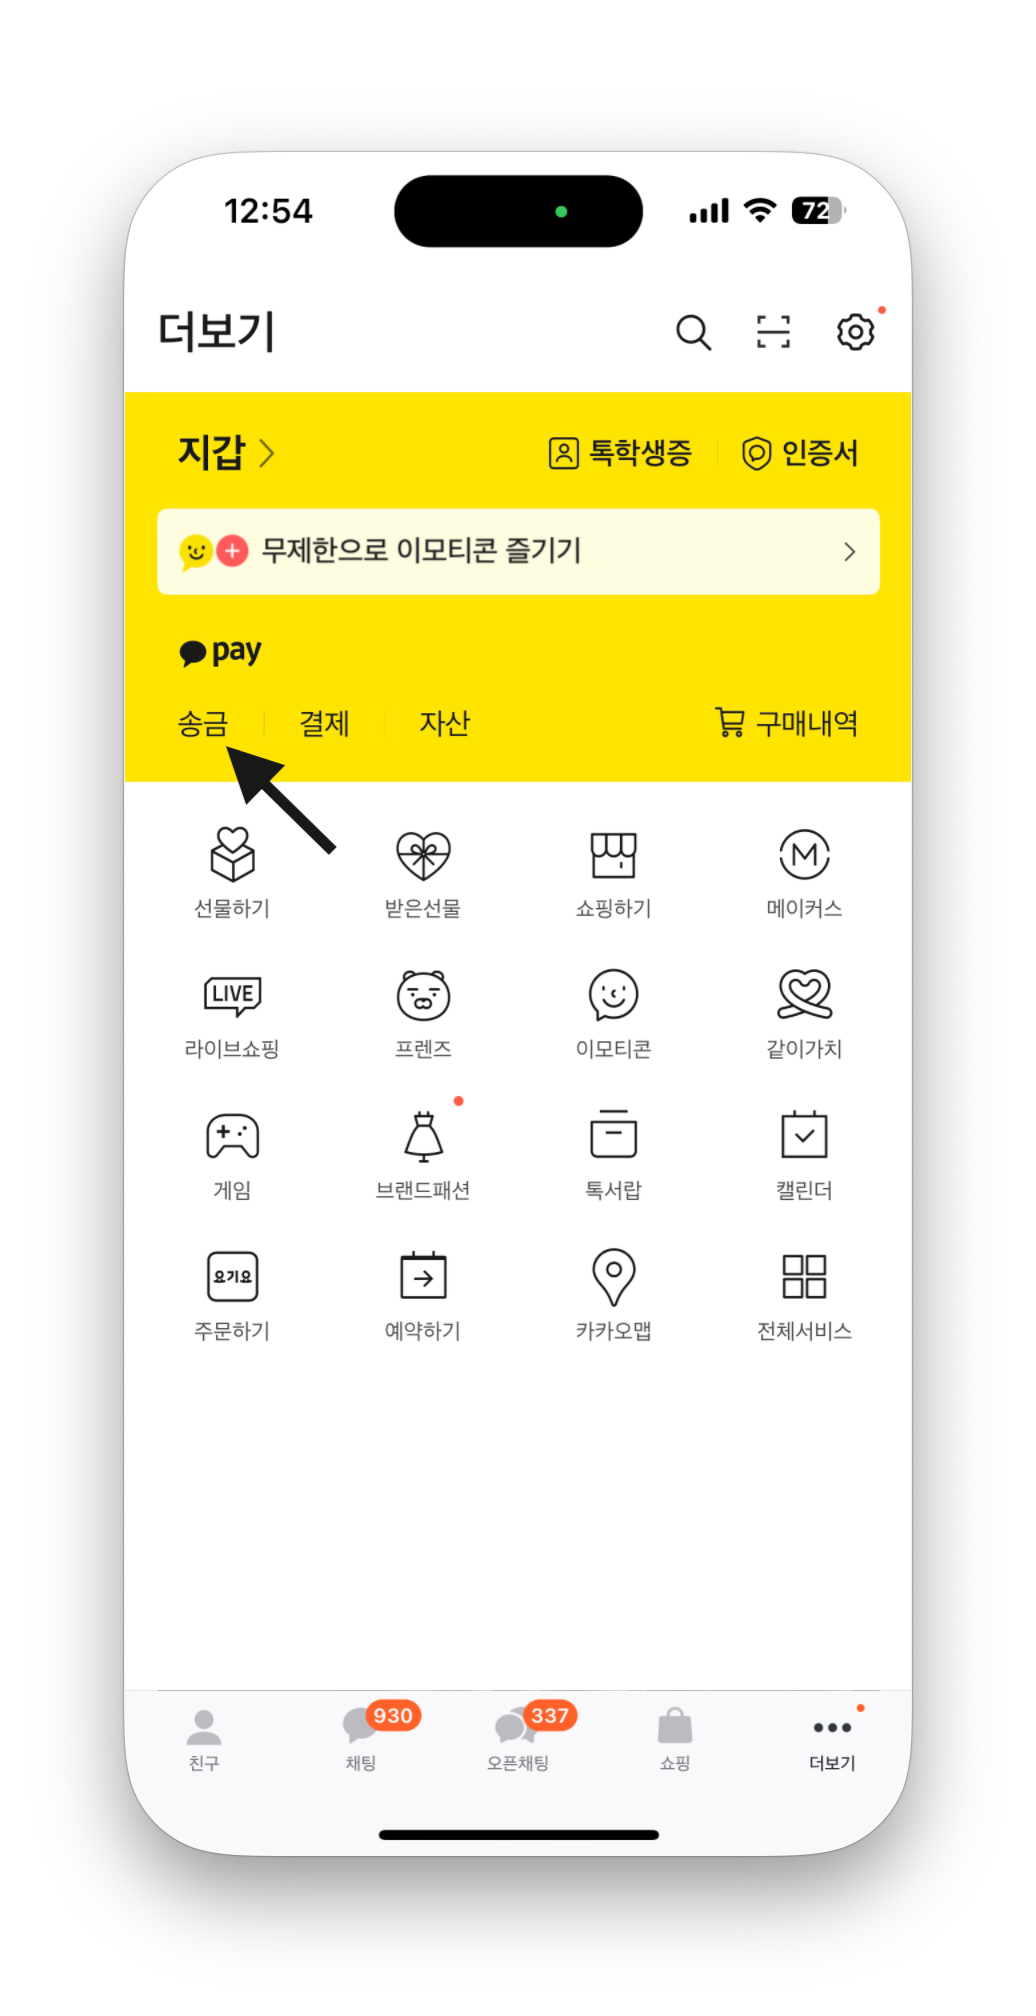 12:54 72
더보기
지갑 톡학생증 인증서
무제한으로 이모티콘 즐기기
pay
송금 결제 자산 구매내역
선물하기 받은선물 쇼핑하기 메이커스
LIVE
라이브쇼핑 프렌즈 이모티콘 같이가치
게임 브랜드패션 톡서랍 캘린더
요기요
주문하기 예약하기 카카오맵 전체서비스
930 337
친구 채팅 오픈채팅 쇼핑 더보기